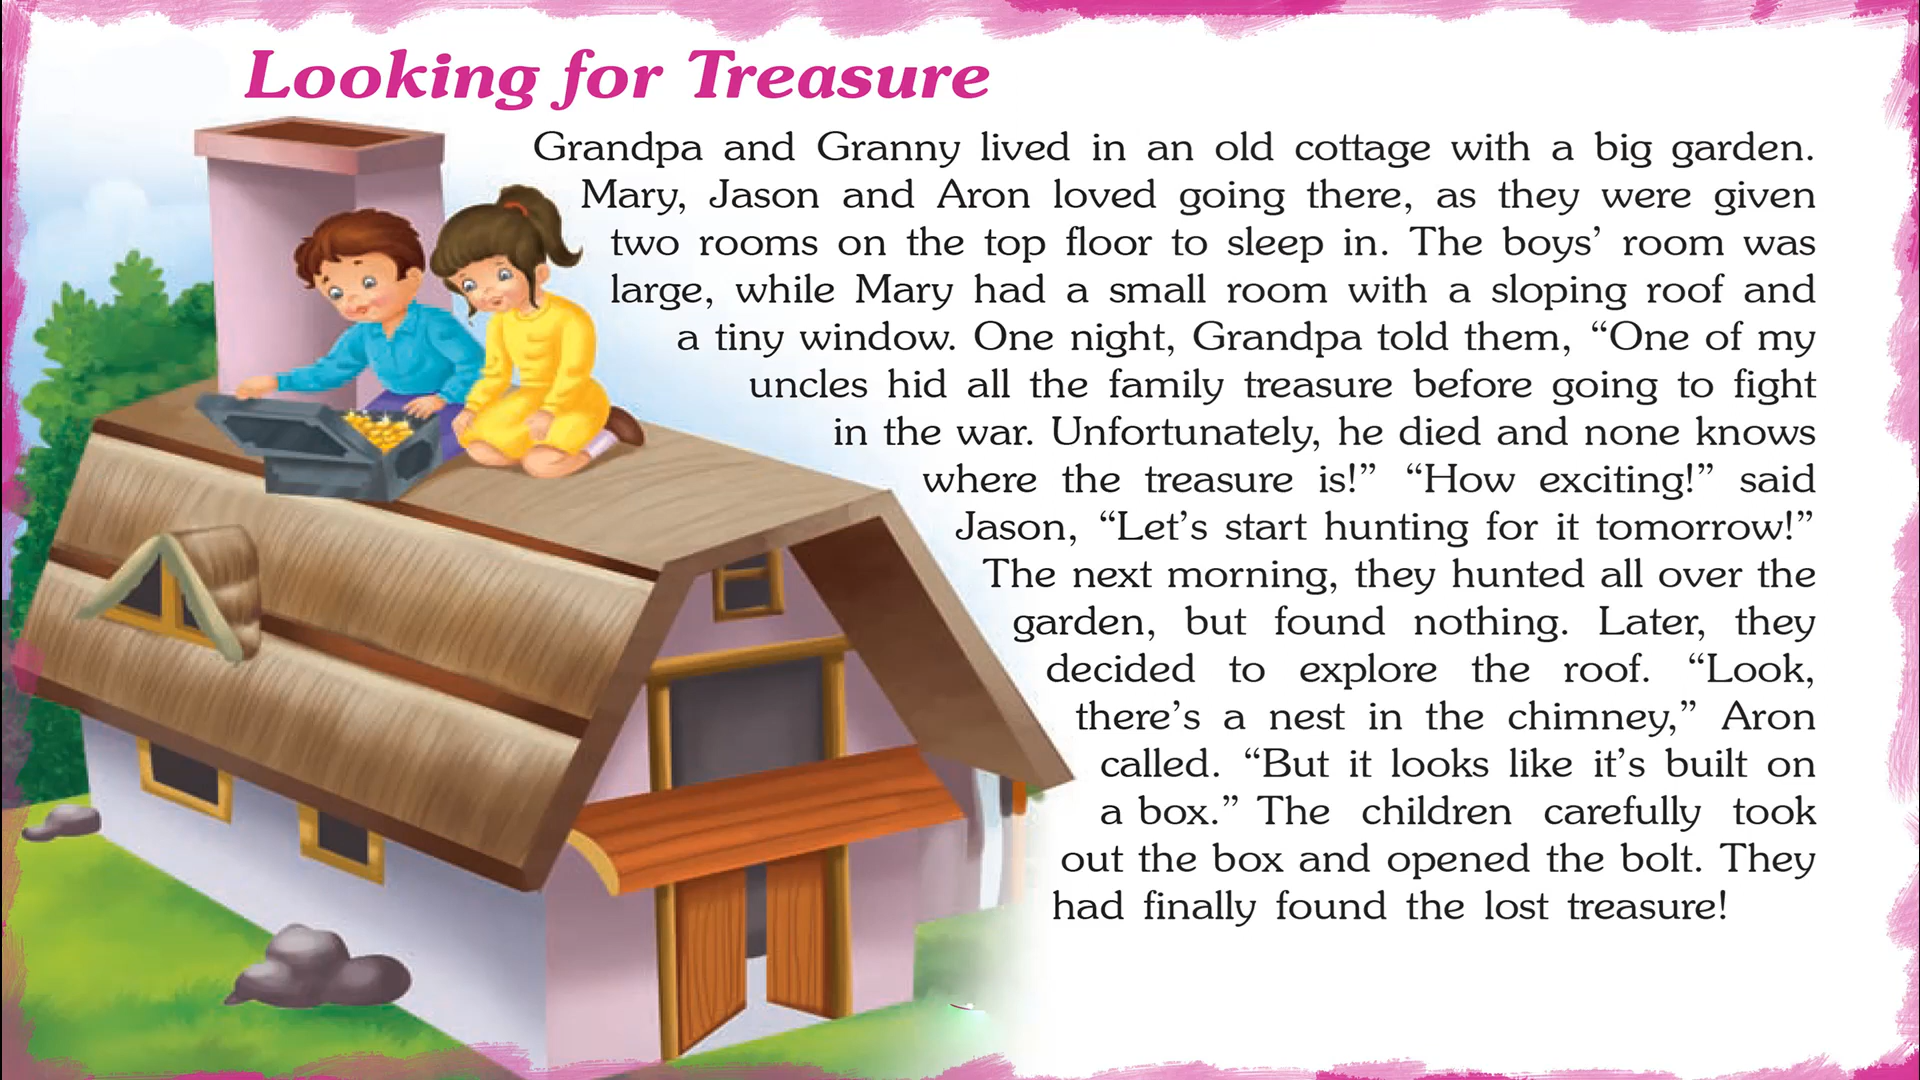 Looking for Treasure
Grandpa and Granny lived in an old cottage with a big garden.
Mary, Jason and Aron loved going there, as they were given
two rooms on the top floor to sleep in. The boys’ room was
large, while Mary had a small room with a sloping roof and
a tiny window. One night, Grandpa told them, “One of my
uncles hid all the family treasure before going to fight
in the war. Unfortunately, he died and none knows
where the treasure is!” “How exciting!” said
Jason, “Let’s start hunting for it tomorrow!”
The next morning, they hunted all over the
garden, but found nothing. Later, they
decided to explore the roof. “Look,
there’s a nest in the chimney,” Aron
called. “But it looks like it’s built on
a box.” The children carefully took
out the box and opened the bolt. They
had finally found the lost treasure!